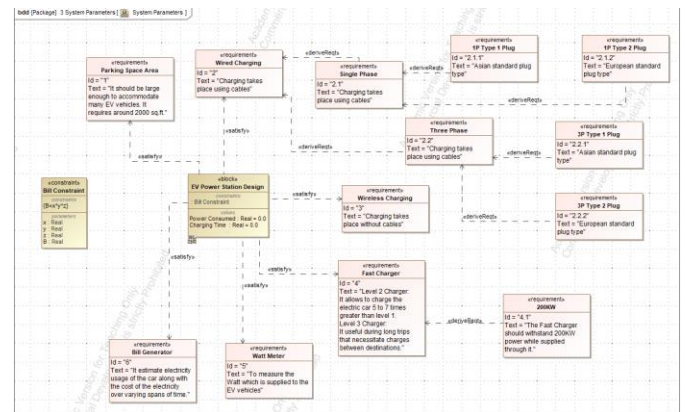 bdd [Package] 3 System Parameters [ System Parameters ]
«requirement»
Parking Space Area
Id = "1"
Text = "It should be large
enough to accommodate
many EV vehicles. It
requires around 2000 sq.ft."
«requirement»
Wired Charging
Id = "2"
Text = "Charging takes
place using cables"
«deriveReqt»
«requirement»
Single Phase
Id = "2.1"
Text = "Charging takes
place using cables"
«deriveReqt»
«requirement»
1P Type 1 Plug
Id = "2.1.1"
Text = "Asian standard plug
type"
«requirement»
1P Type 2 Plug
Id = "2.1.2"
Text = "European standard
plug type"
«deriveReqt»
«deriveReqt»
«requirement»
Three Phase
Id = "2.2"
Text = "Charging takes
place using cables"
«deriveReqt»
«requirement»
3P Type 1 Plug
Id = "2.2.1"
Text = "Asian standard plug
type"
«deriveReqt»
«requirement»
3P Type 2 Plug
Id = "2.2.2"
Text = "European standard
plug type"
«satisfy»
«satisfy»
«constraint»
Bill Constraint
constraints
{B=x*y*z}
parameters
x : Real
y : Real
z : Real
B : Real
«block»
EV Power Station Design
constraints
Bill Constraint
values
Power Consumed : Real = 0.0
Charging Time : Real = 0.0
«satisfy»
«requirement»
Wireless Charging
Id = "3"
Text = "Charging takes
place without cables"
«satisfy»
«satisfy»
«satisfy»
«requirement»
Fast Charger
Id = "4"
Text = "Level 2 Charger:
It allows to charge the
electric car 5 to 7 times
greater than level 1.
Level 3 Charger:
It useful during long trips
that necessitate charges
between destinations."
«deriveReqt»
«requirement»
200KW
Id = "4.1"
Text = "The Fast Charger
should withstand 200KW
power while supplied
through it."
«requirement»
Bill Generator
Id = "6"
Text = "It estimate electricity
usage of the car along with
the cost of the electricity
over varying spans of time."
«requirement»
Watt Meter
Id = "5"
Text = "To measure the
Watt which is supplied to the
EV vehicles"